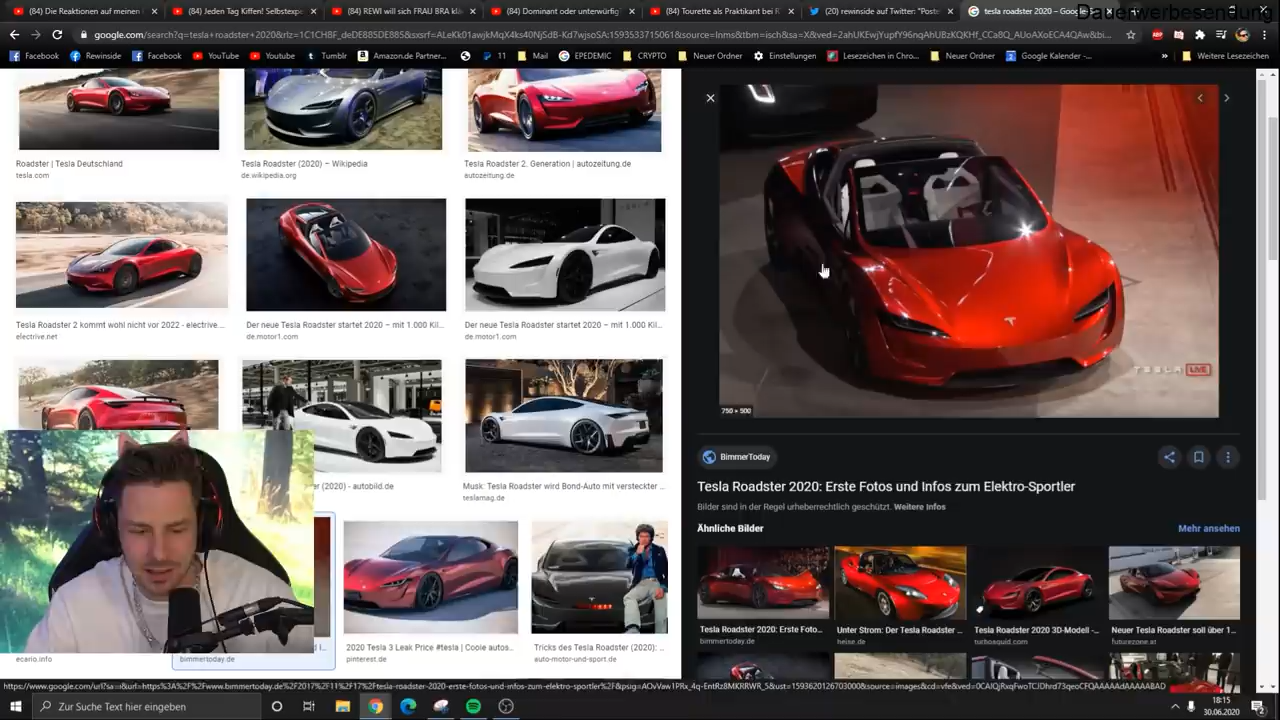 Dauerwerbesendung
(84) Die Reaktionen auf meinen
(84) Jeden Tag Kiffen! Selbstexpe
(84) REWI will sich FRAU BRA kla
(84) Dominant oder unterwürfig
(84) Tourette als Praktikant bei R
(20) rewinside auf Twitter: "Poste
tesla roadster 2020 – Goo
Facebook
Rewinside
Facebook
YouTube
Youtube
Tumblr
Amazon.de Partner...
11
Mail
EPEDEMIC
CRYPTO
Neuer Ordner
Einstellungen
Lesezeichen in Chro...
Neuer Ordner
Google Kalender -...
»
Weitere Lesezeichen
Roadster | Tesla Deutschland
tesla.com
Tesla Roadster (2020) – Wikipedia
de.wikipedia.org
Tesla Roadster 2. Generation | autozeitung.de
autozeitung.de
Tesla Roadster 2 kommt wohl nicht vor 2022 - electrive....
electrive.net
Der neue Tesla Roadster startet 2020 – mit 1.000 Kil...
de.motor1.com
Der neue Tesla Roadster startet 2020 – mit 1.000 Kil...
de.motor1.com
er (2020) - autobild.de
Musk: Tesla Roadster wird Bond-Auto mit versteckter ...
teslamag.de
ecario.info
bimmertoday.de
2020 Tesla 3 Leak Price #tesla | Coole autos...
pinterest.de
Tricks des Tesla Roadster (2020): ...
auto-motor-und-sport.de
TESLA LIVE
750 × 500
BimmerToday
Tesla Roadster 2020: Erste Fotos und Infos zum Elektro-Sportler
Bilder sind in der Regel urheberrechtlich geschützt. Weitere Infos
Ähnliche Bilder
Mehr ansehen
Tesla Roadster 2020: Erste Foto...
bimmertoday.de
Unter Strom: Der Tesla Roadster ...
heise.de
Tesla Roadster 2020 3D-Modell -...
turbosquid.com
Neuer Tesla Roadster soll über 1...
futurezone.at
Zur Suche Text hier eingeben
18:15
30.06.2020